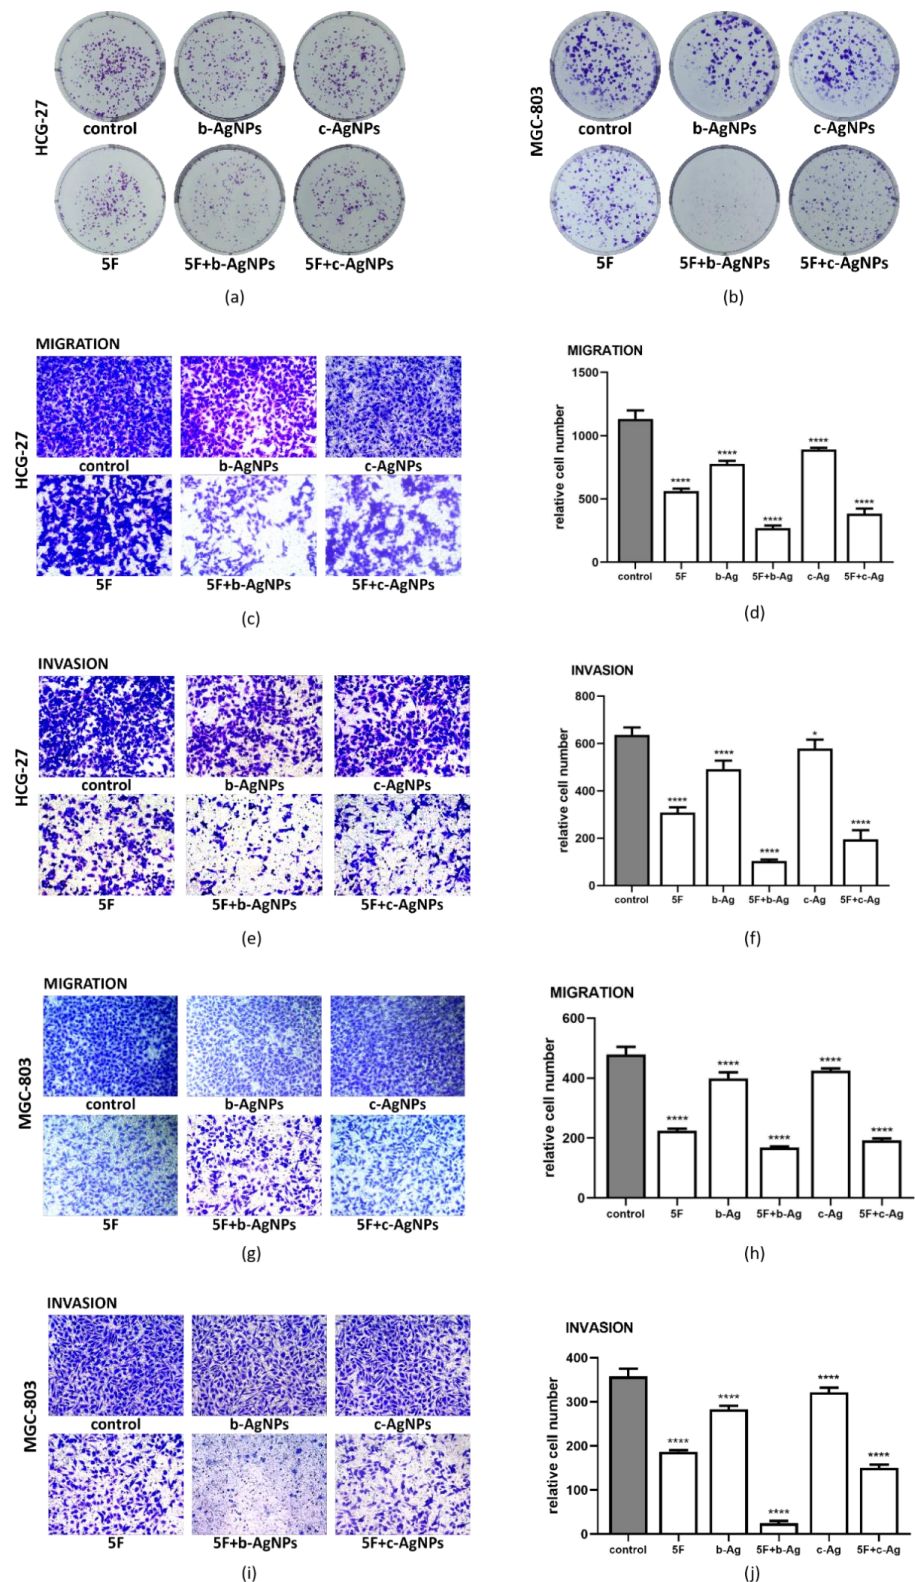 HCG-27
control b-AgNPs c-AgNPs
5F 5F+b-AgNPs 5F+c-AgNPs
(a)
MGC-803
control b-AgNPs c-AgNPs
5F 5F+b-AgNPs 5F+c-AgNPs
(b)
MIGRATION
HCG-27
control b-AgNPs c-AgNPs
5F 5F+b-AgNPs 5F+c-AgNPs
(c)
MIGRATION
relative cell number
1500
1000
500
0
**** **** **** **** ****
control 5F b-Ag 5F+b-Ag c-Ag 5F+c-Ag
(d)
INVASION
HCG-27
control b-AgNPs c-AgNPs
5F 5F+b-AgNPs 5F+c-AgNPs
(e)
INVASION
relative cell number
800
600
400
200
0
**** **** **** * ****
control 5F b-Ag 5F+b-Ag c-Ag 5F+c-Ag
(f)
MIGRATION
MGC-803
control b-AgNPs c-AgNPs
5F 5F+b-AgNPs 5F+c-AgNPs
(g)
MIGRATION
relative cell number
600
400
200
0
**** **** **** **** ****
control 5F b-Ag 5F+b-Ag c-Ag 5F+c-Ag
(h)
INVASION
MGC-803
control b-AgNPs c-AgNPs
5F 5F+b-AgNPs 5F+c-AgNPs
(i)
INVASION
relative cell number
400
300
200
100
0
**** **** **** **** ****
control 5F b-Ag 5F+b-Ag c-Ag 5F+c-Ag
(j)